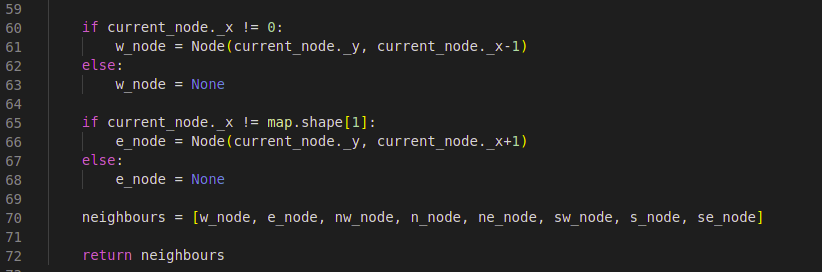 59
60 if current_node._x != 0:
61 w_node = Node(current_node._y, current_node._x-1)
62 else:
63 w_node = None
64
65 if current_node._x != map.shape[1]:
66 e_node = Node(current_node._y, current_node._x+1)
67 else:
68 e_node = None
69
70 neighbours = [w_node, e_node, nw_node, n_node, ne_node, sw_node, s_node, se_node]
71
72 return neighbours